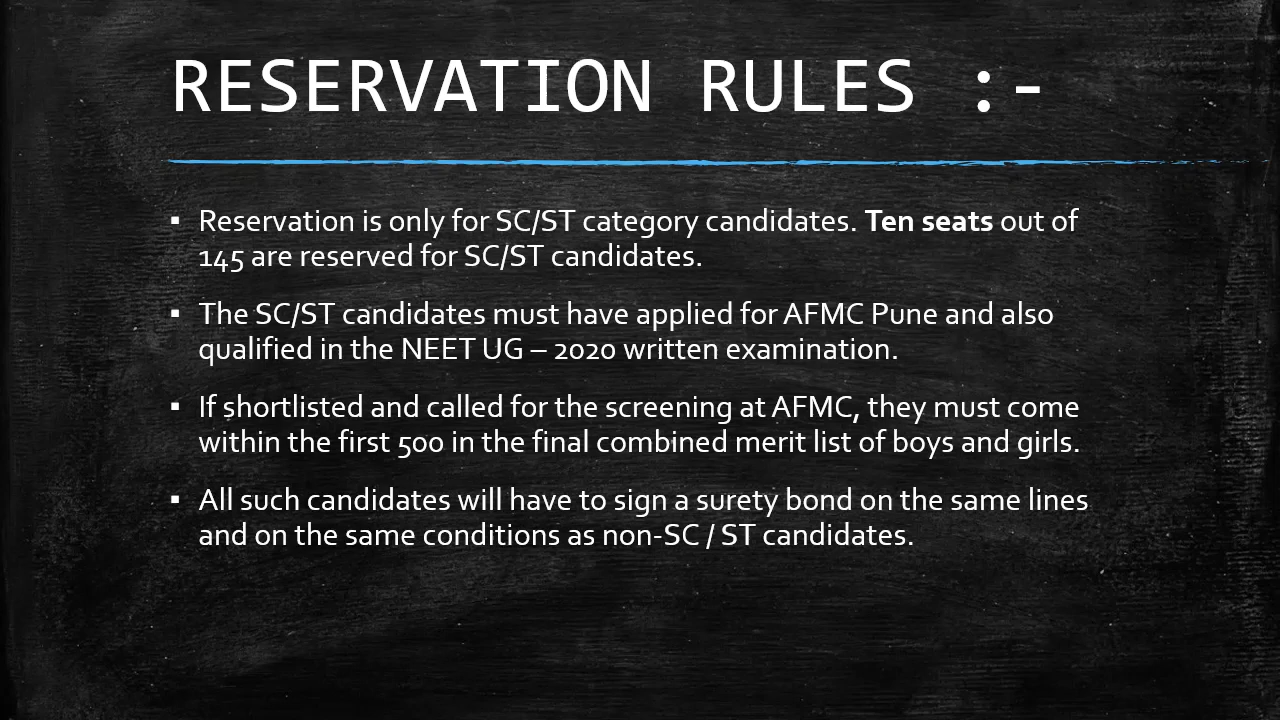 RESERVATION RULES :-
▪ Reservation is only for SC/ST category candidates. Ten seats out of
145 are reserved for SC/ST candidates.
▪ The SC/ST candidates must have applied for AFMC Pune and also
qualified in the NEET UG – 2020 written examination.
▪ If shortlisted and called for the screening at AFMC, they must come
within the first 500 in the final combined merit list of boys and girls.
▪ All such candidates will have to sign a surety bond on the same lines
and on the same conditions as non-SC / ST candidates.